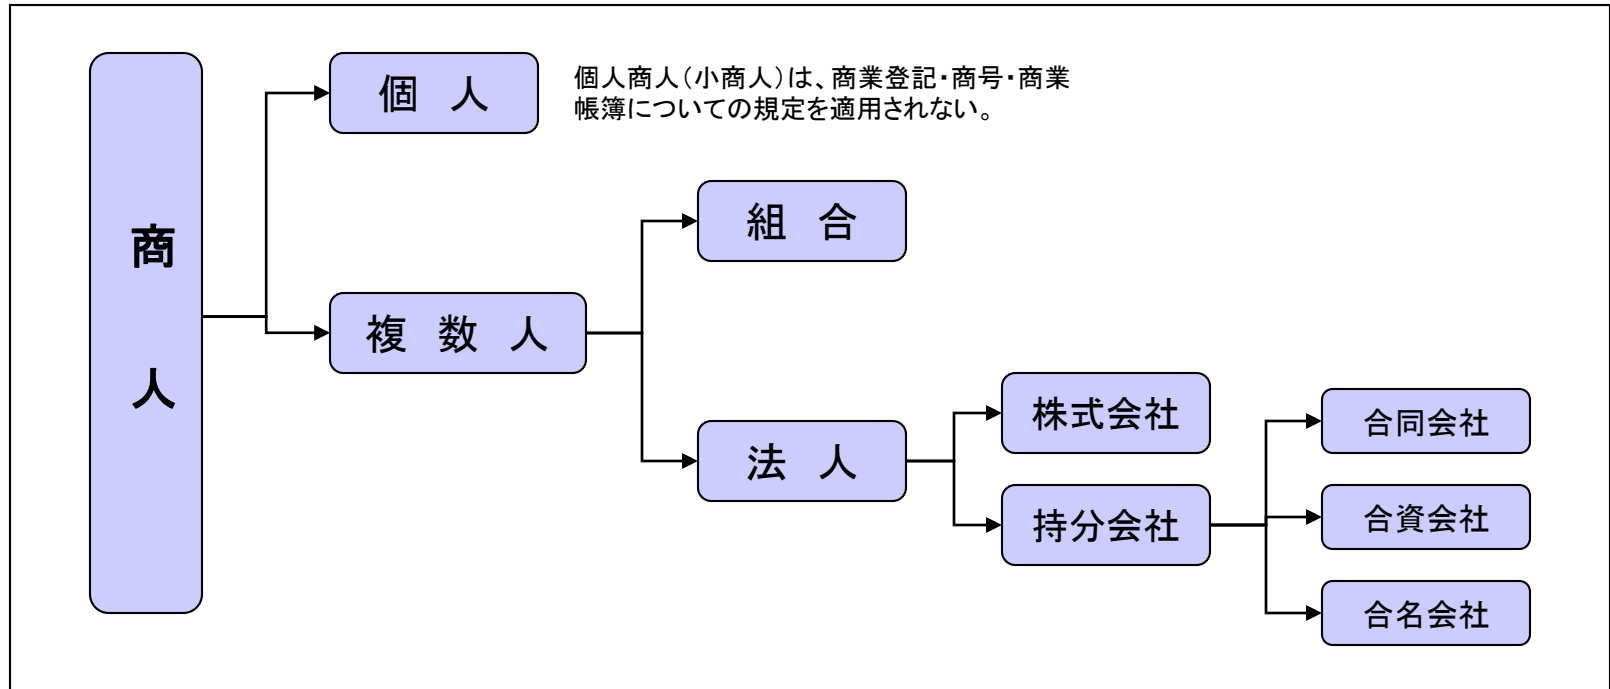 商人
個 人
個人商人(小商人)は、商業登記・商号・商業
帳簿についての規定を適用されない。
複 数 人
組 合
法 人
株式会社
持分会社
合同会社
合資会社
合名会社